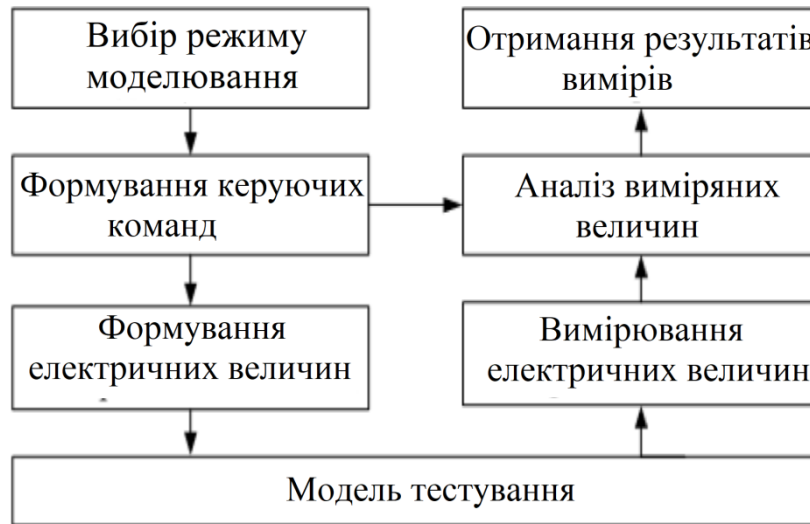 Вибір режиму
моделювання
Отримання результатів
вимірів
Формування керуючих
команд
Аналіз виміряних
величин
Формування
електричних величин
Вимірювання
електричних величин
Модель тестування